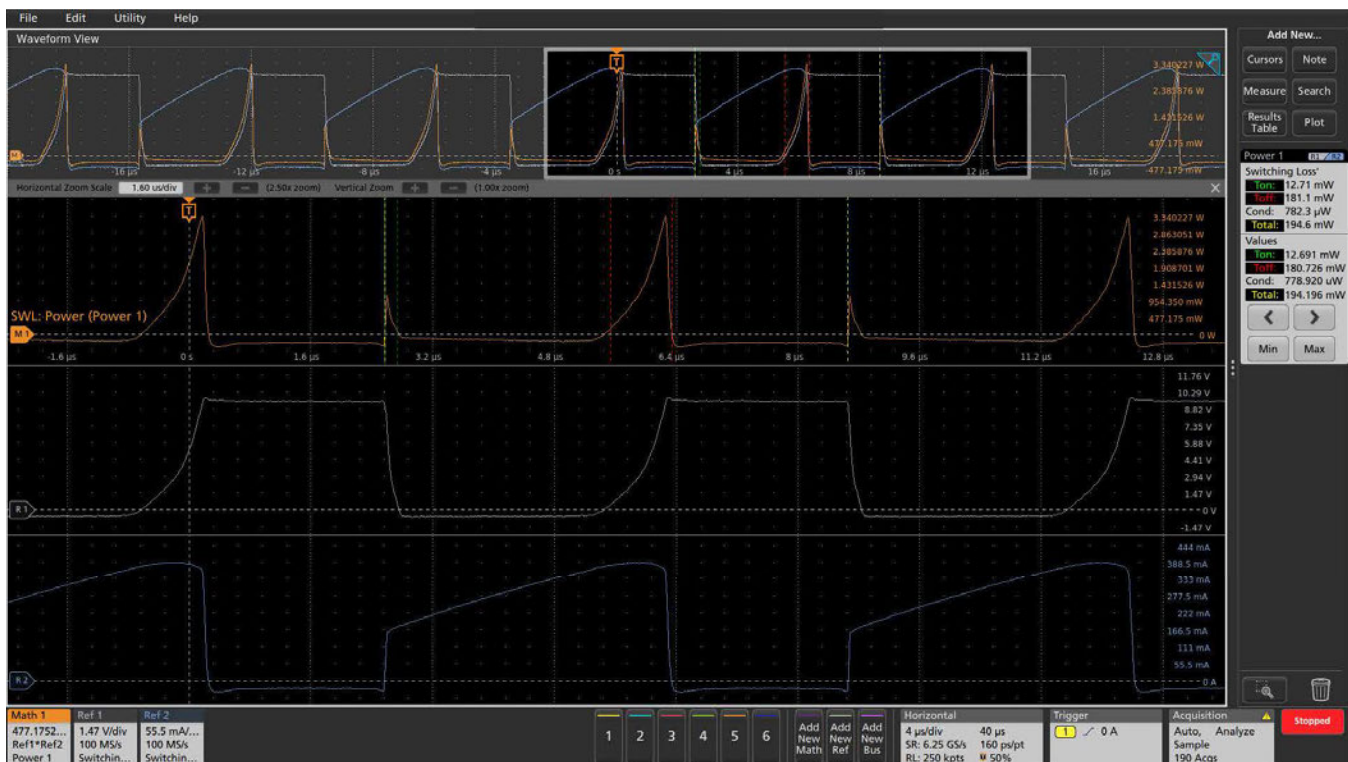 File Edit Utility Help
Waveform View
Add New...
Cursors Note
Measure Search
Results Table Plot
T
3.340227 W
2.385876 W
1.431526 W
477.175 mW
-477.175 mW
M
-16 µs -12 µs -8 µs -4 µs 0 s 4 µs 8 µs 12 µs 16 µs
Horizontal Zoom Scale 1.60 us/div + − (2.50x zoom) Vertical Zoom + − (1.00x zoom) X
T
3.340227 W
2.863051 W
2.385876 W
1.908701 W
1.431526 W
954.350 mW
477.175 mW
0 W
SWL: Power (Power 1)
M 1
-1.6 µs 0 s 1.6 µs 3.2 µs 4.8 µs 6.4 µs 8 µs 9.6 µs 11.2 µs 12.8 µs
11.76 V
10.29 V
8.82 V
7.35 V
5.88 V
4.41 V
2.94 V
1.47 V
0 V
-1.47 V
R 1
444 mA
388.5 mA
333 mA
277.5 mA
222 mA
166.5 mA
111 mA
55.5 mA
0 A
R 2
Power 1 R1 R2
Switching Loss'
Ton: 12.71 mW
Toff: 181.1 mW
Cond: 782.3 µW
Total: 194.6 mW
Values
Ton: 12.691 mW
Toff: 180.726 mW
Cond: 778.920 uW
Total: 194.196 mW
< >
Min Max
Math 1
477.1752...
Ref1*Ref2
Power 1
Ref 1
1.47 V/div
100 MS/s
Switchin...
Ref 2
55.5 mA/...
100 MS/s
Switchin...
1 2 3 4 5 6
Add New Math
Add New Ref
Add New Bus
Horizontal
4 µs/div 40 µs
SR: 6.25 GS/s 160 ps/pt
RL: 250 kpts 50%
Trigger
1 0 A
Acquisition
Auto, Analyze
Sample
190 Acqs
Stopped